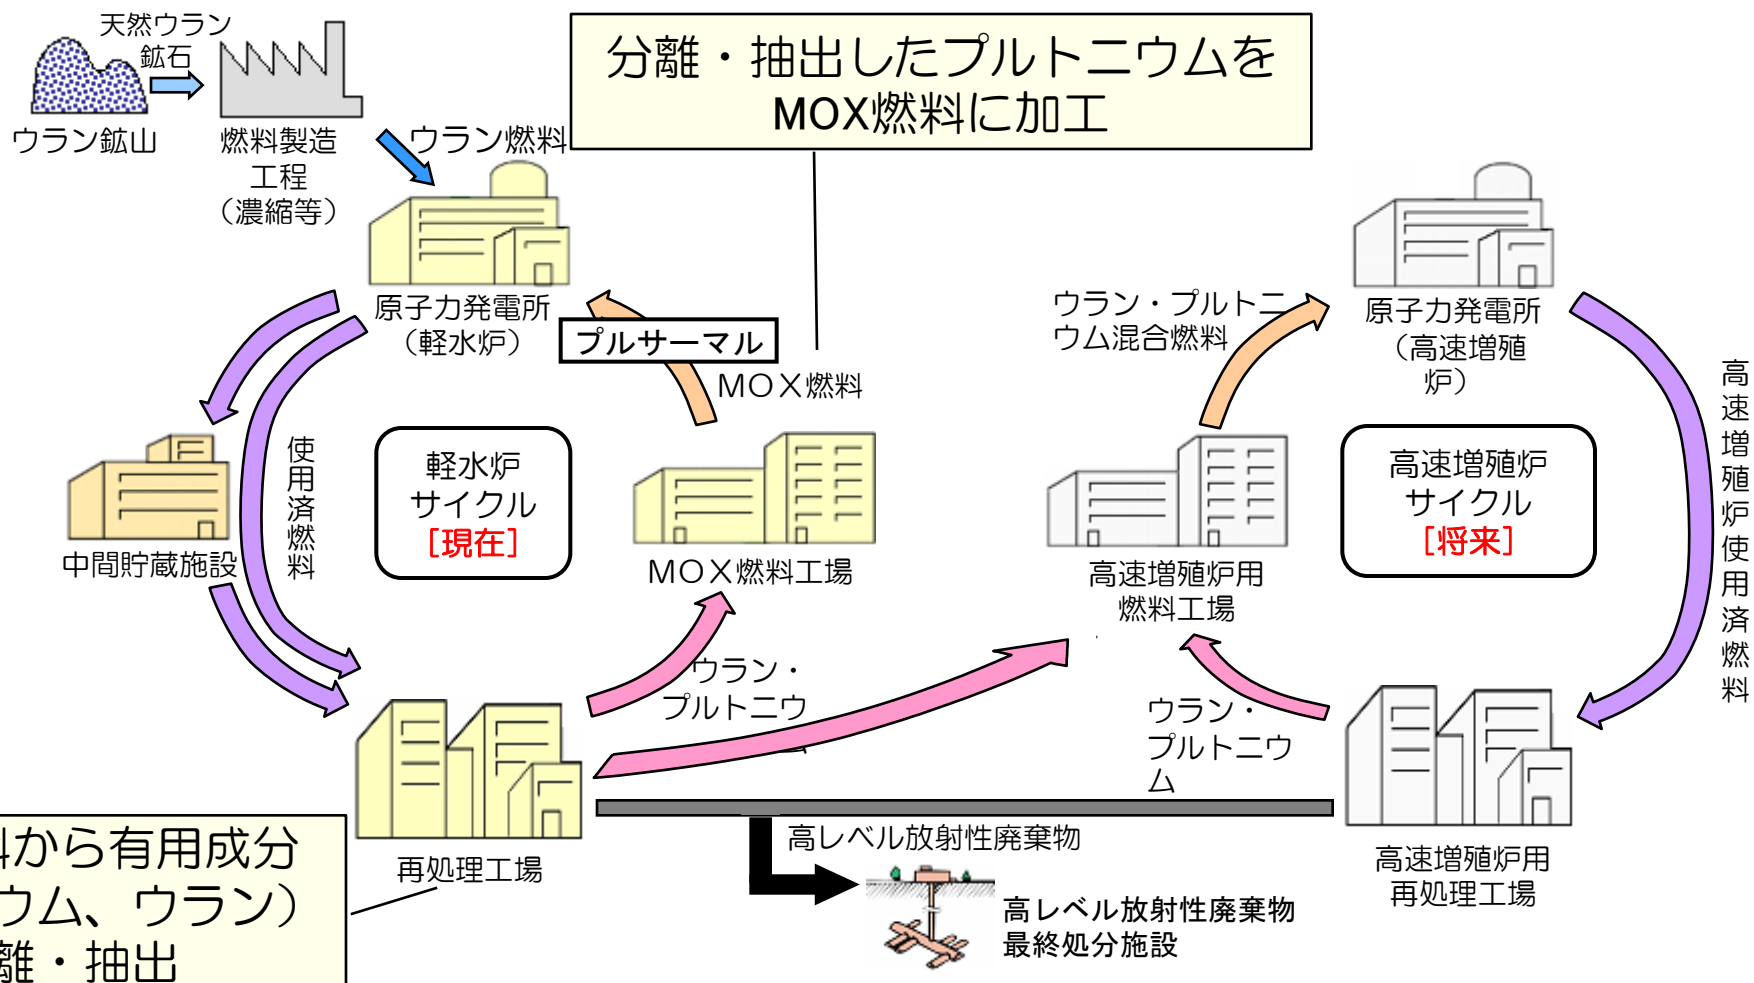 天然ウラン
鉱石
ウラン鉱山
燃料製造
工程
（濃縮等）
ウラン燃料
分離・抽出したプルトニウムを
MOX燃料に加工
原子力発電所
（軽水炉）
プルサーマル
ＭＯＸ燃料
ウラン・プルトニ
ウム混合燃料
原子力発電所
（高速増殖
炉）
高速増殖炉使用済燃料
使用済燃料
軽水炉
サイクル
［現在］
高速増殖炉
サイクル
［将来］
中間貯蔵施設
ＭＯＸ燃料工場
高速増殖炉用
燃料工場
ウラン・
プルトニウ
ム
ウラン・
プルトニウ
ム
再処理工場
高レベル放射性廃棄物
高レベル放射性廃棄物
最終処分施設
高速増殖炉用
再処理工場
料から有用成分
ウム、ウラン）
離・抽出